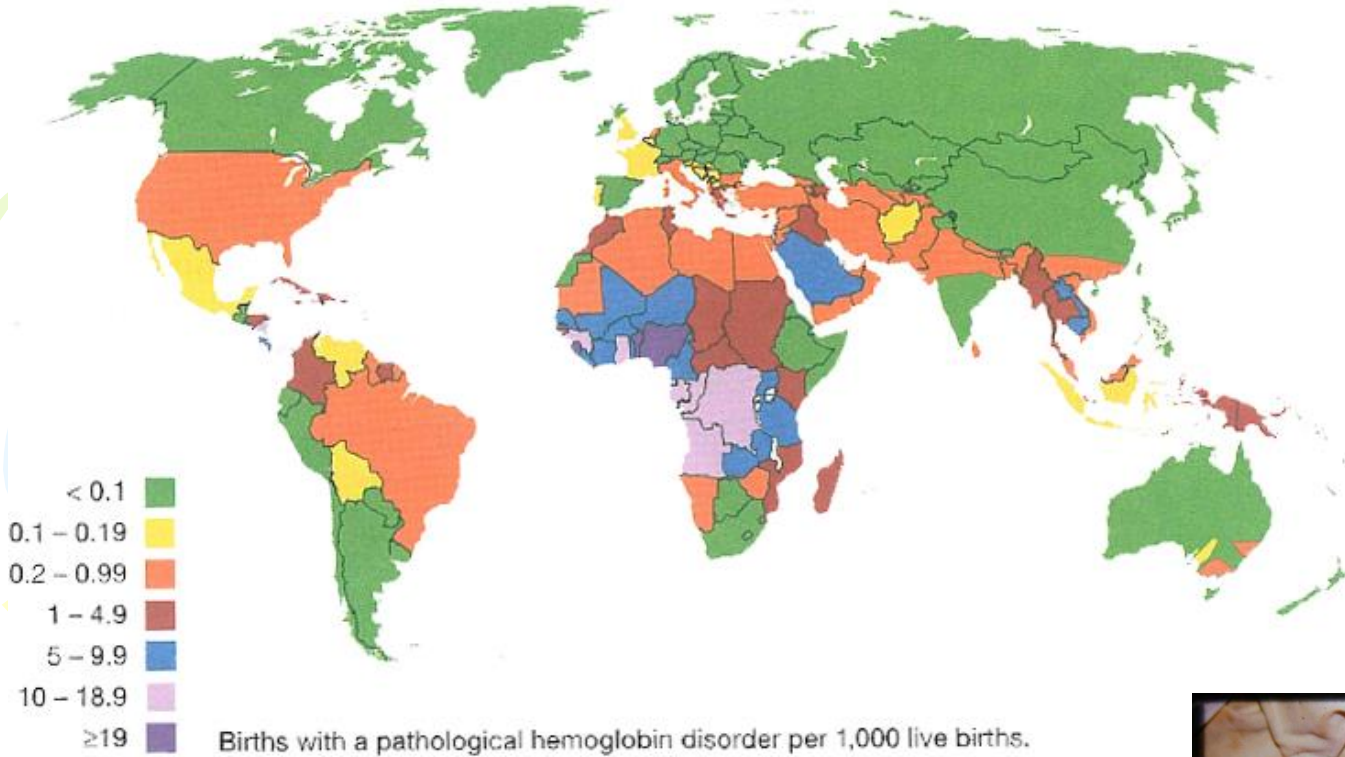 < 0.1
0.1 – 0.19
0.2 – 0.99
1 – 4.9
5 – 9.9
10 – 18.9
≥19
Births with a pathological hemoglobin disorder per 1,000 live births.